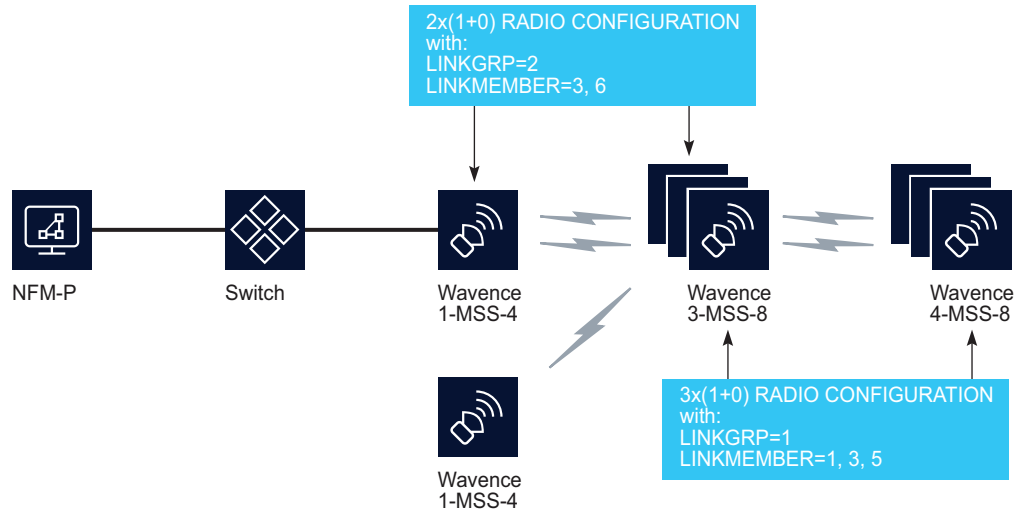 2x(1+0) RADIO CONFIGURATION
with:
LINKGRP=2
LINKMEMBER=3, 6
NFM-P
Switch
Wavence
1-MSS-4
Wavence
3-MSS-8
Wavence
4-MSS-8
3x(1+0) RADIO CONFIGURATION
with:
LINKGRP=1
LINKMEMBER=1, 3, 5
Wavence
1-MSS-4